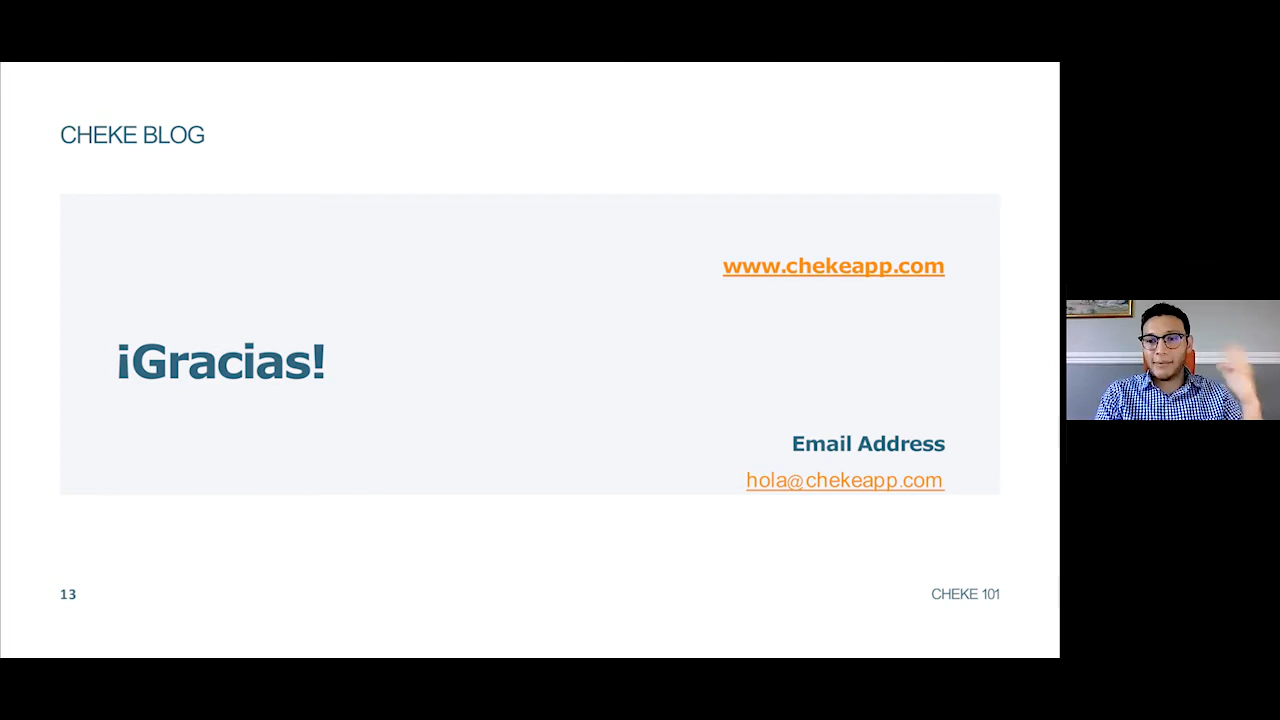 CHEKE BLOG
www.chekeapp.com
¡Gracias!
Email Address
hola@chekeapp.com
13
CHEKE 101